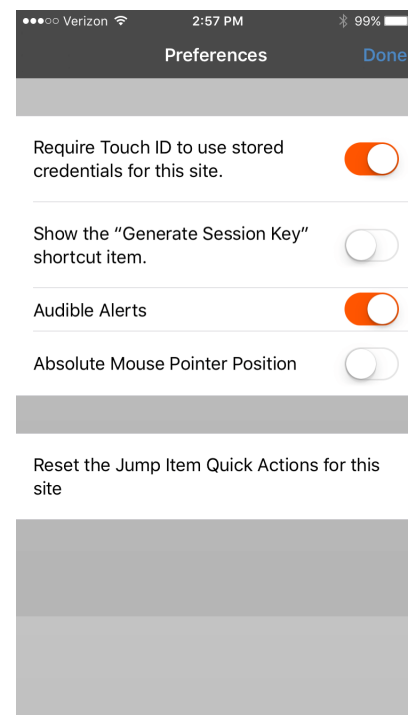 ●●●○○ Verizon 2:57 PM 99%
Preferences Done
Require Touch ID to use stored
credentials for this site.
Show the “Generate Session Key”
shortcut item.
Audible Alerts
Absolute Mouse Pointer Position
Reset the Jump Item Quick Actions for this
site